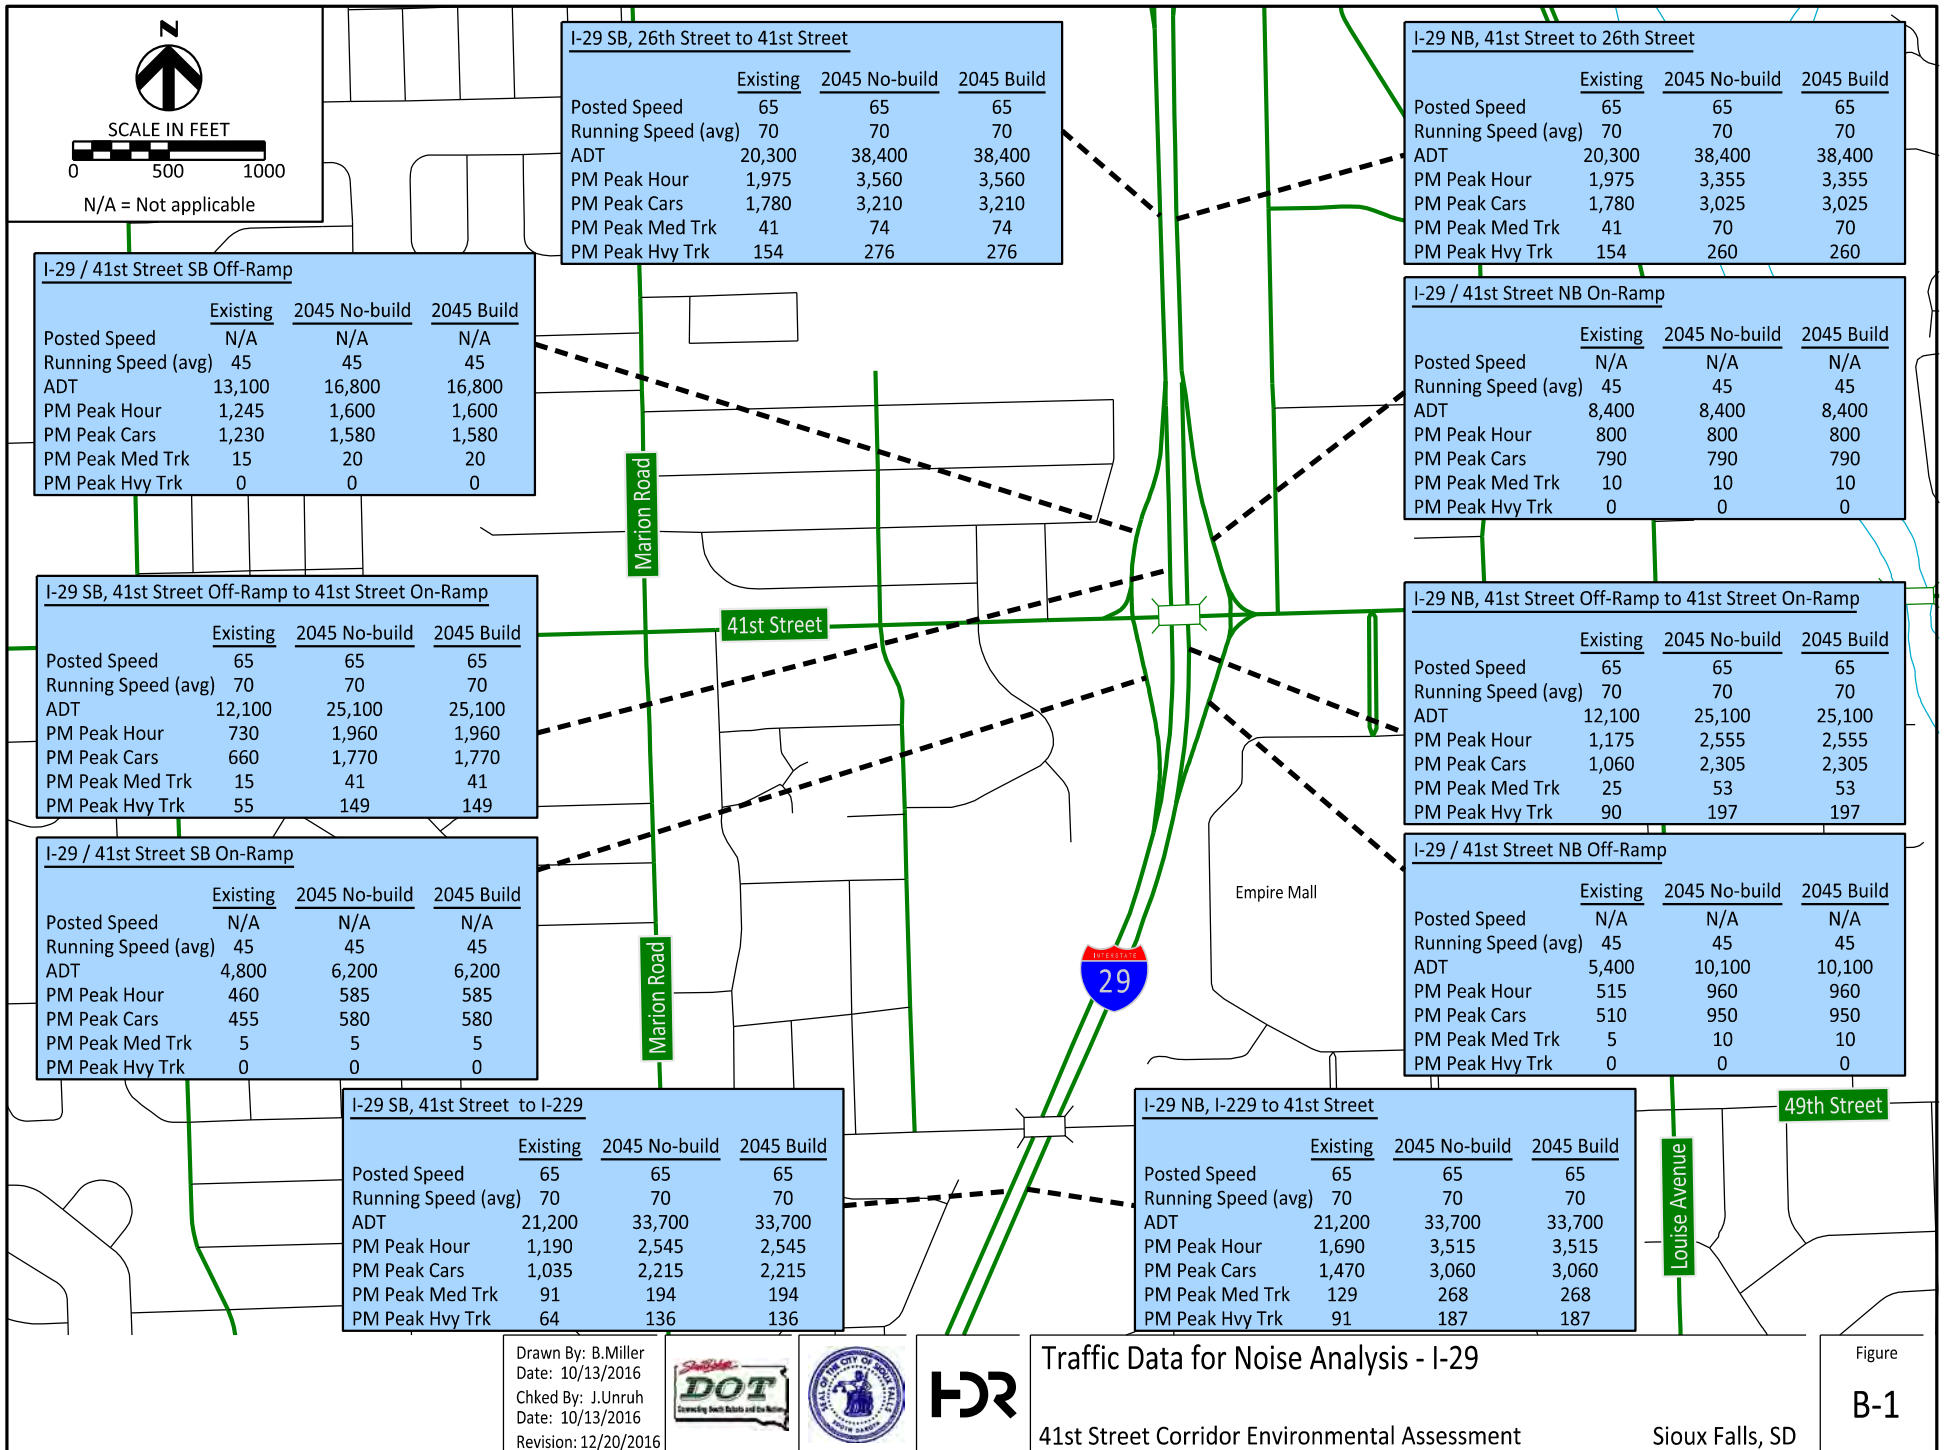 N
SCALE IN FEET
0 500 1000
N/A = Not applicable
I-29 SB, 26th Street to 41st Street
Existing 2045 No-build 2045 Build
Posted Speed 65 65 65
Running Speed (avg) 70 70 70
ADT 20,300 38,400 38,400
PM Peak Hour 1,975 3,560 3,560
PM Peak Cars 1,780 3,210 3,210
PM Peak Med Trk 41 74 74
PM Peak Hvy Trk 154 276 276
I-29 NB, 41st Street to 26th Street
Existing 2045 No-build 2045 Build
Posted Speed 65 65 65
Running Speed (avg) 70 70 70
ADT 20,300 38,400 38,400
PM Peak Hour 1,975 3,355 3,355
PM Peak Cars 1,780 3,025 3,025
PM Peak Med Trk 41 70 70
PM Peak Hvy Trk 154 260 260
I-29 / 41st Street SB Off-Ramp
Existing 2045 No-build 2045 Build
Posted Speed N/A N/A N/A
Running Speed (avg) 45 45 45
ADT 13,100 16,800 16,800
PM Peak Hour 1,245 1,600 1,600
PM Peak Cars 1,230 1,580 1,580
PM Peak Med Trk 15 20 20
PM Peak Hvy Trk 0 0 0
I-29 / 41st Street NB On-Ramp
Existing 2045 No-build 2045 Build
Posted Speed N/A N/A N/A
Running Speed (avg) 45 45 45
ADT 8,400 8,400 8,400
PM Peak Hour 800 800 800
PM Peak Cars 790 790 790
PM Peak Med Trk 10 10 10
PM Peak Hvy Trk 0 0 0
Marion Road
41st Street
I-29 SB, 41st Street Off-Ramp to 41st Street On-Ramp
Existing 2045 No-build 2045 Build
Posted Speed 65 65 65
Running Speed (avg) 70 70 70
ADT 12,100 25,100 25,100
PM Peak Hour 730 1,960 1,960
PM Peak Cars 660 1,770 1,770
PM Peak Med Trk 15 41 41
PM Peak Hvy Trk 55 149 149
I-29 NB, 41st Street Off-Ramp to 41st Street On-Ramp
Existing 2045 No-build 2045 Build
Posted Speed 65 65 65
Running Speed (avg) 70 70 70
ADT 12,100 25,100 25,100
PM Peak Hour 1,175 2,555 2,555
PM Peak Cars 1,060 2,305 2,305
PM Peak Med Trk 25 53 53
PM Peak Hvy Trk 90 197 197
I-29 / 41st Street SB On-Ramp
Existing 2045 No-build 2045 Build
Posted Speed N/A N/A N/A
Running Speed (avg) 45 45 45
ADT 4,800 6,200 6,200
PM Peak Hour 460 585 585
PM Peak Cars 455 580 580
PM Peak Med Trk 5 5 5
PM Peak Hvy Trk 0 0 0
Marion Road
Empire Mall
INTERSTATE
29
I-29 / 41st Street NB Off-Ramp
Existing 2045 No-build 2045 Build
Posted Speed N/A N/A N/A
Running Speed (avg) 45 45 45
ADT 5,400 10,100 10,100
PM Peak Hour 515 960 960
PM Peak Cars 510 950 950
PM Peak Med Trk 5 10 10
PM Peak Hvy Trk 0 0 0
I-29 SB, 41st Street to I-229
Existing 2045 No-build 2045 Build
Posted Speed 65 65 65
Running Speed (avg) 70 70 70
ADT 21,200 33,700 33,700
PM Peak Hour 1,190 2,545 2,545
PM Peak Cars 1,035 2,215 2,215
PM Peak Med Trk 91 194 194
PM Peak Hvy Trk 64 136 136
I-29 NB, I-229 to 41st Street
Existing 2045 No-build 2045 Build
Posted Speed 65 65 65
Running Speed (avg) 70 70 70
ADT 21,200 33,700 33,700
PM Peak Hour 1,690 3,515 3,515
PM Peak Cars 1,470 3,060 3,060
PM Peak Med Trk 129 268 268
PM Peak Hvy Trk 91 187 187
49th Street
Louise Avenue
Drawn By: B.Miller
Date: 10/13/2016
Chked By: J.Unruh
Date: 10/13/2016
Revision: 12/20/2016
South Dakota
DOT
Connecting South Dakota and the Nation
SEAL OF THE CITY OF SIOUX FALLS
SOUTH DAKOTA
HDR
Traffic Data for Noise Analysis - I-29
41st Street Corridor Environmental Assessment
Sioux Falls, SD
Figure
B-1